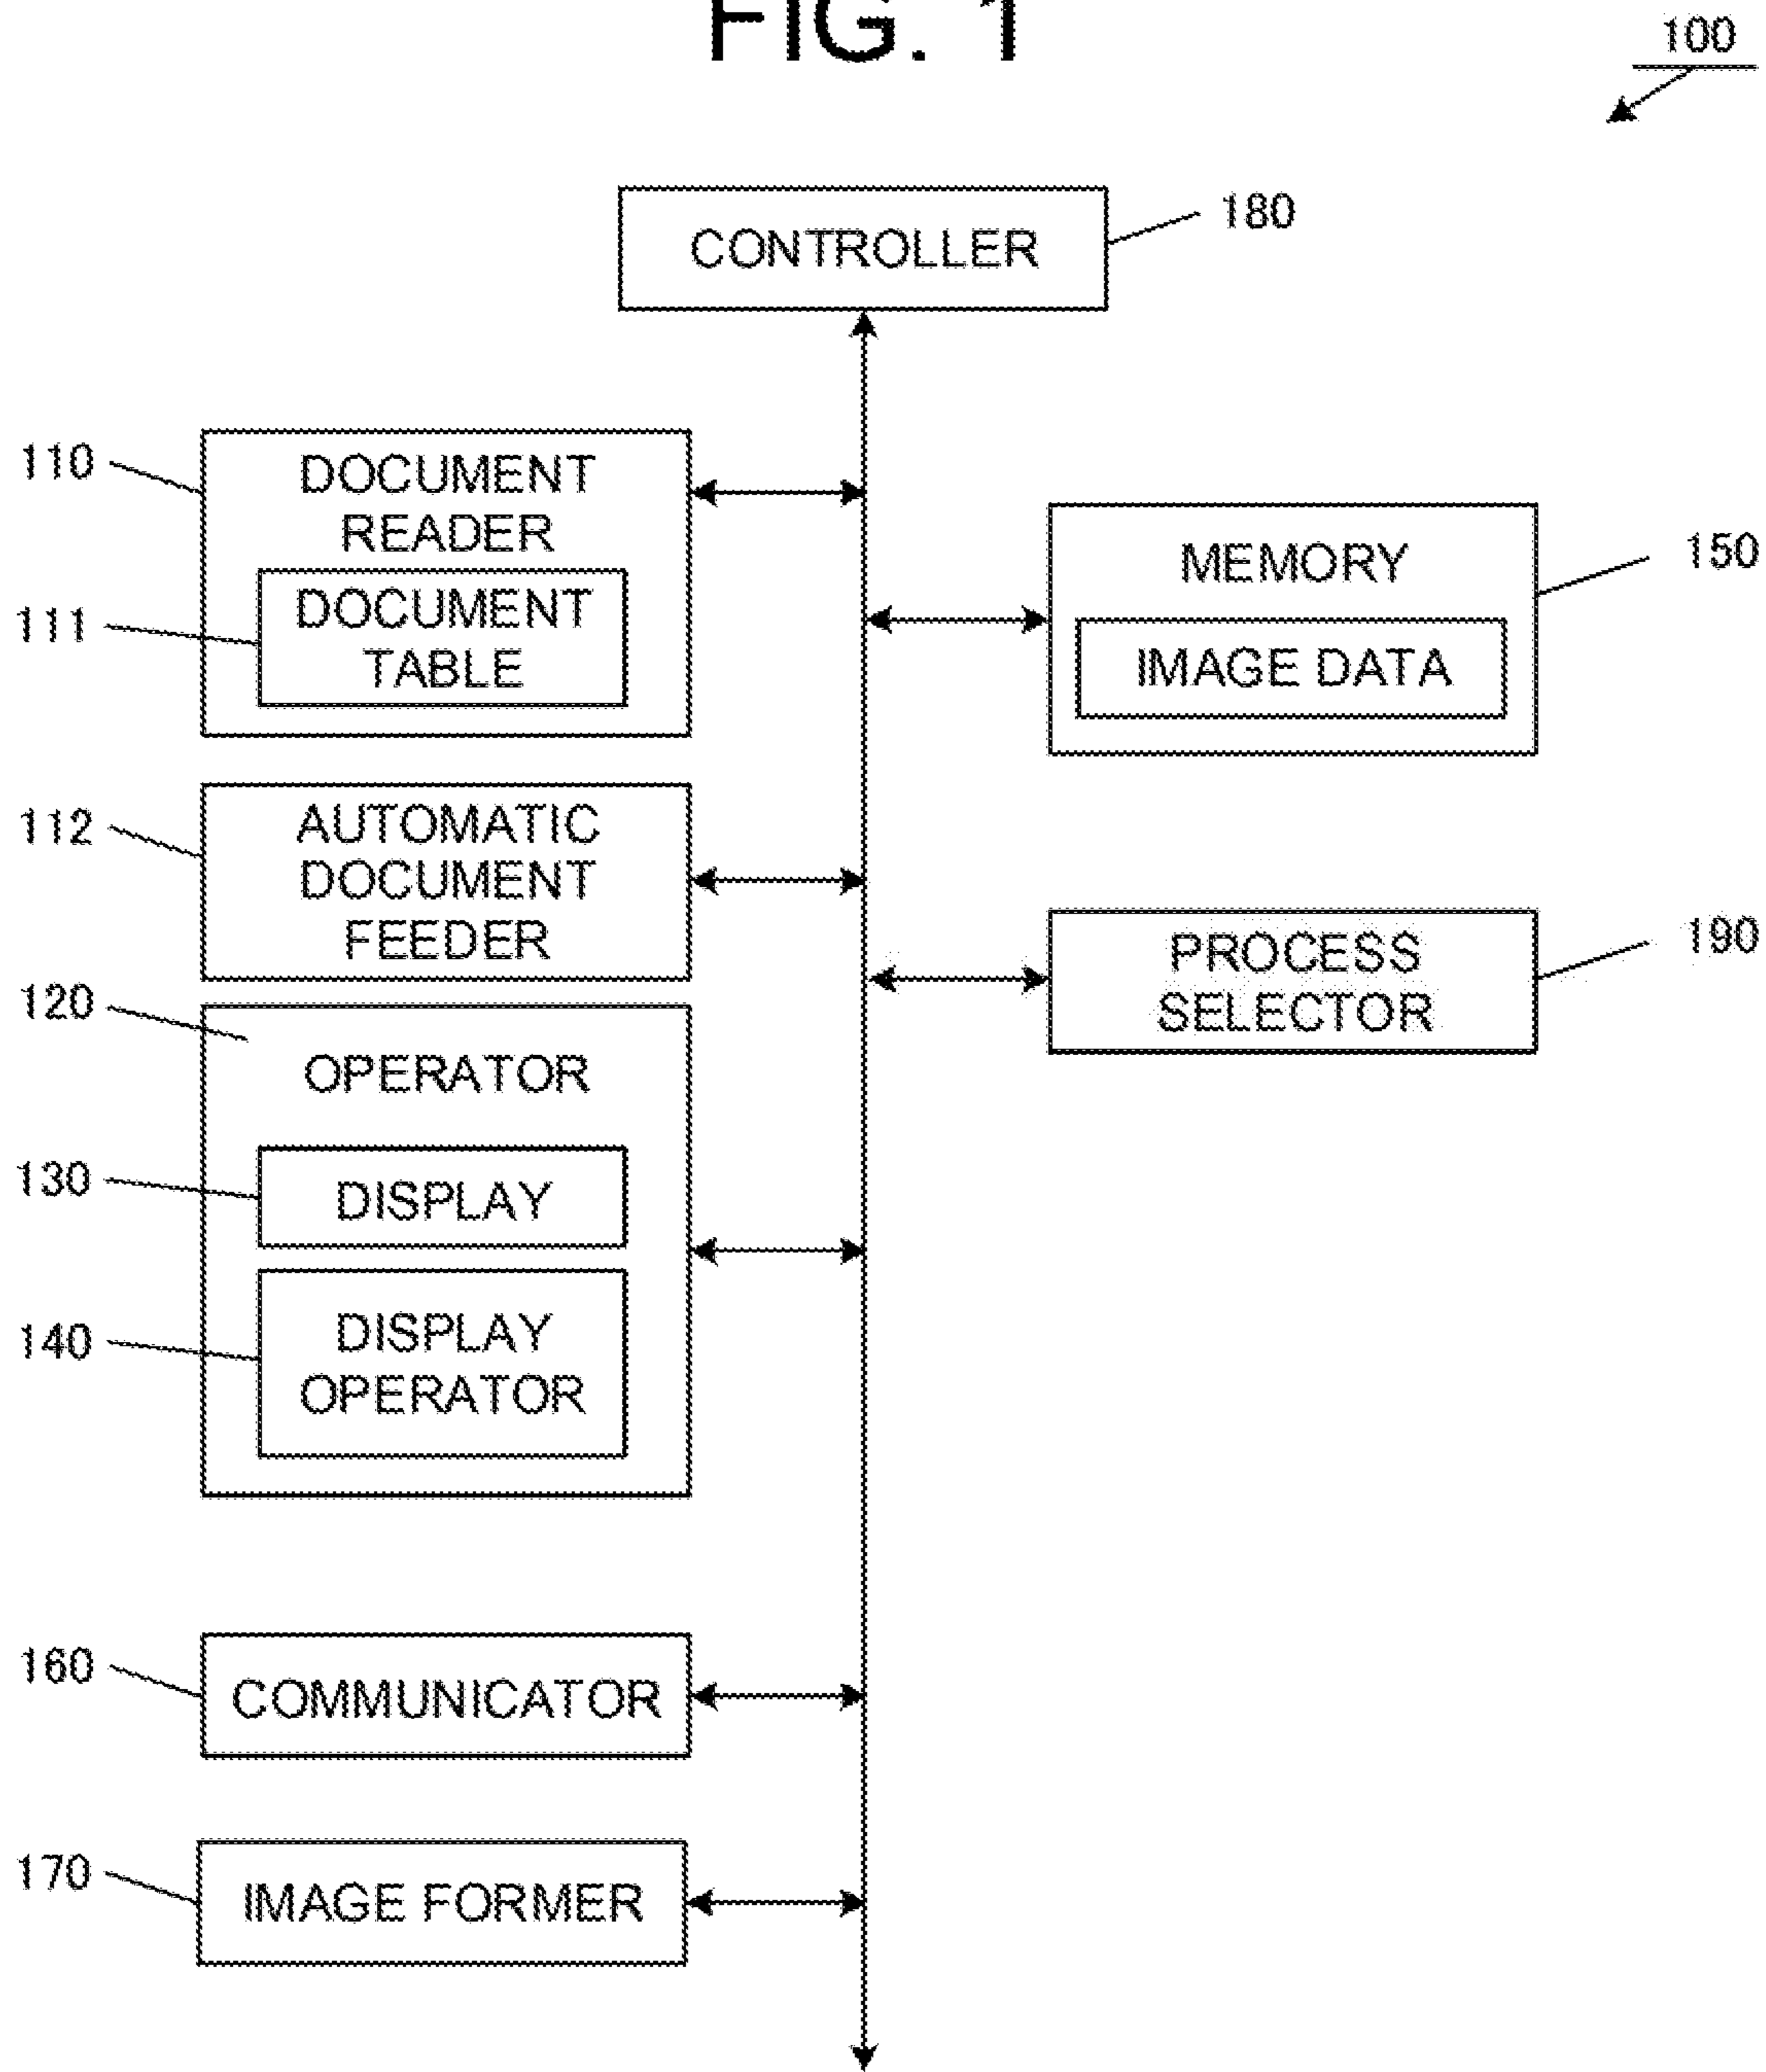 FIG. 1
100
CONTROLLER
180
110
DOCUMENT
READER
111
DOCUMENT
TABLE
MEMORY
150
IMAGE DATA
112
AUTOMATIC
DOCUMENT
FEEDER
PROCESS
SELECTOR
190
120
OPERATOR
130
DISPLAY
140
DISPLAY
OPERATOR
160
COMMUNICATOR
170
IMAGE FORMER